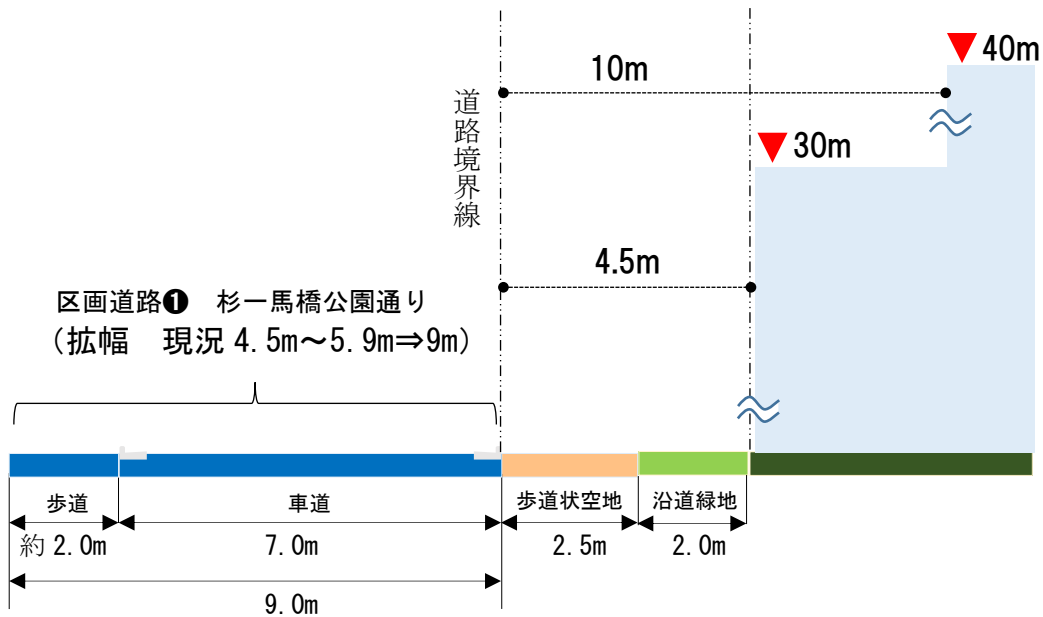 40m
10m
道路境界線
30m
4.5m
区画道路❶　杉一馬橋公園通り
（拡幅　現況 4.5m～5.9m⇒9m）
歩道
車道
歩道状空地
沿道緑地
約 2.0m
7.0m
2.5m
2.0m
9.0m